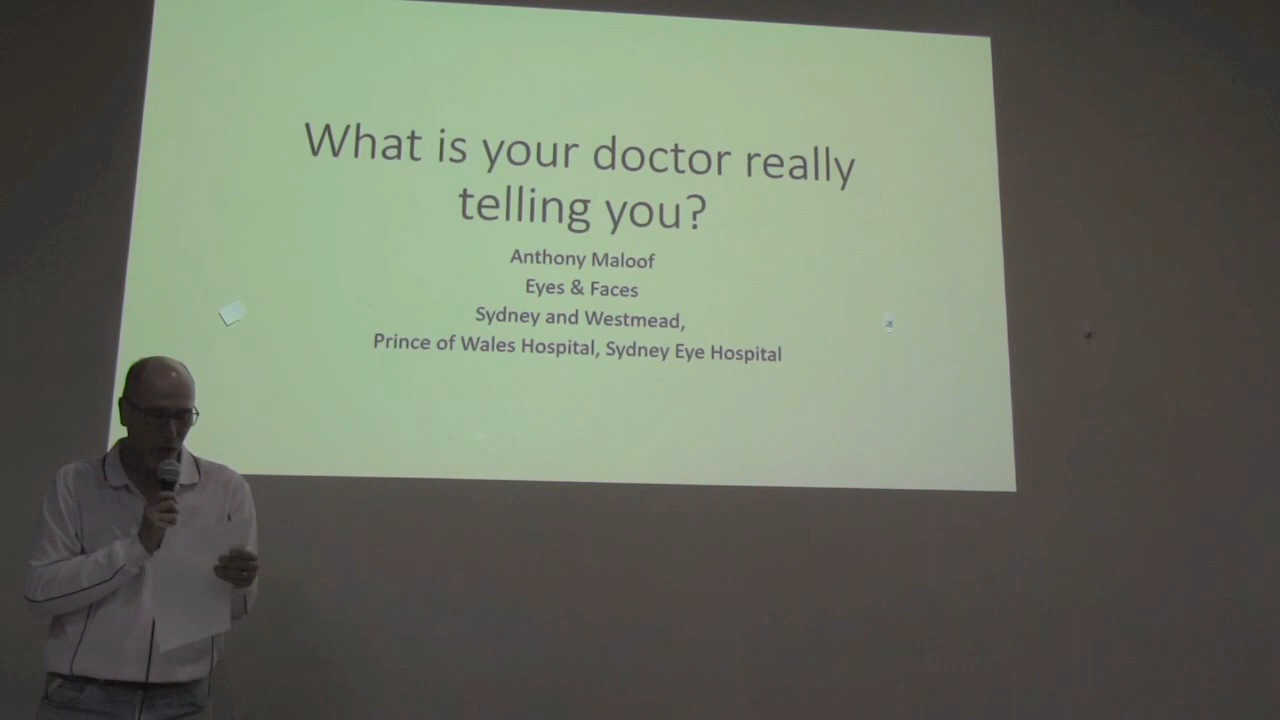 What is your doctor really
telling you?
Anthony Maloof
Eyes & Faces
Sydney and Westmead,
Prince of Wales Hospital, Sydney Eye Hospital